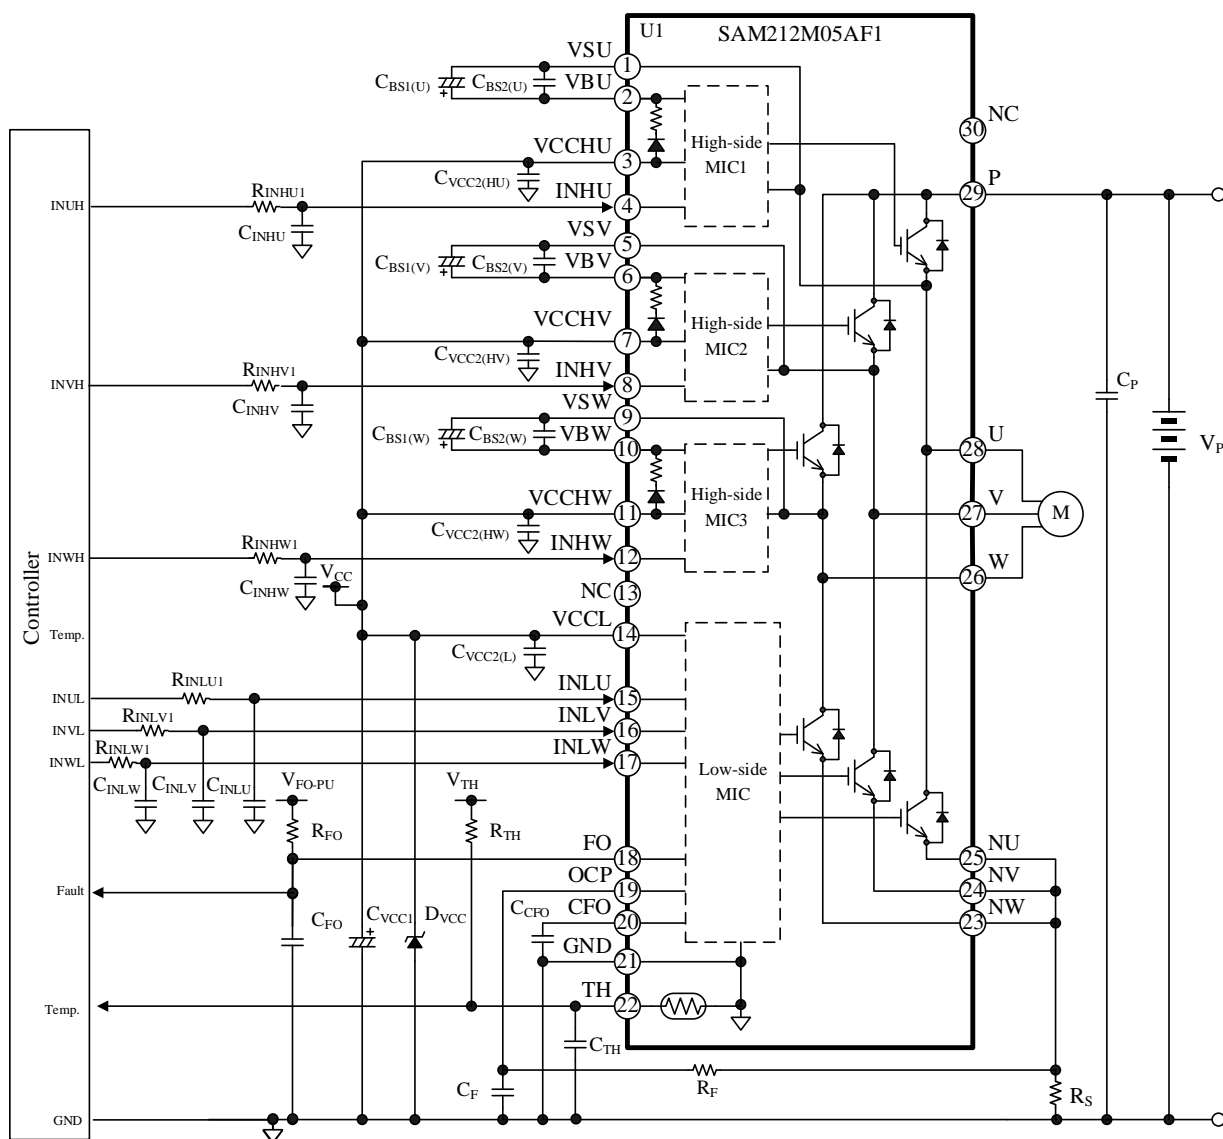 U1
SAM212M05AF1
VSU
1
CBS1(U)
CBS2(U)
VBU
2
High-side
MIC1
NC
30
VCCHU
3
CVCC2(HU)
P
29
RINHU1
INUH
INHU
4
CINHU
VSV
5
CBS1(V)
CBS2(V)
VBV
6
High-side
MIC2
VCCHV
7
CVCC2(HV)
RINHV1
INVH
INHV
8
CINHV
CP
VSW
9
CBS1(W)
CBS2(W)
VBW
10
U
28
VP
High-side
MIC3
VCCHW
11
CVCC2(HW)
V
27
M
RINHW1
INWH
INHW
12
CINHW
VCC
W
26
NC
13
Controller
Temp.
VCCL
14
CVCC2(L)
RINLU1
INUL
INLU
15
RINLV1
INVL
INLV
16
RINLW1
INWL
INLW
17
Low-side
MIC
CINLW
CINLV
CINLU
VFO-PU
VTH
RFO
RTH
FO
18
NU
25
Fault
OCP
19
NV
24
CFO
CVCC1
DVCC
CCFO
CFO
20
NW
23
GND
21
Temp.
TH
22
CTH
CF
RF
RS
GND
+
+
+
+